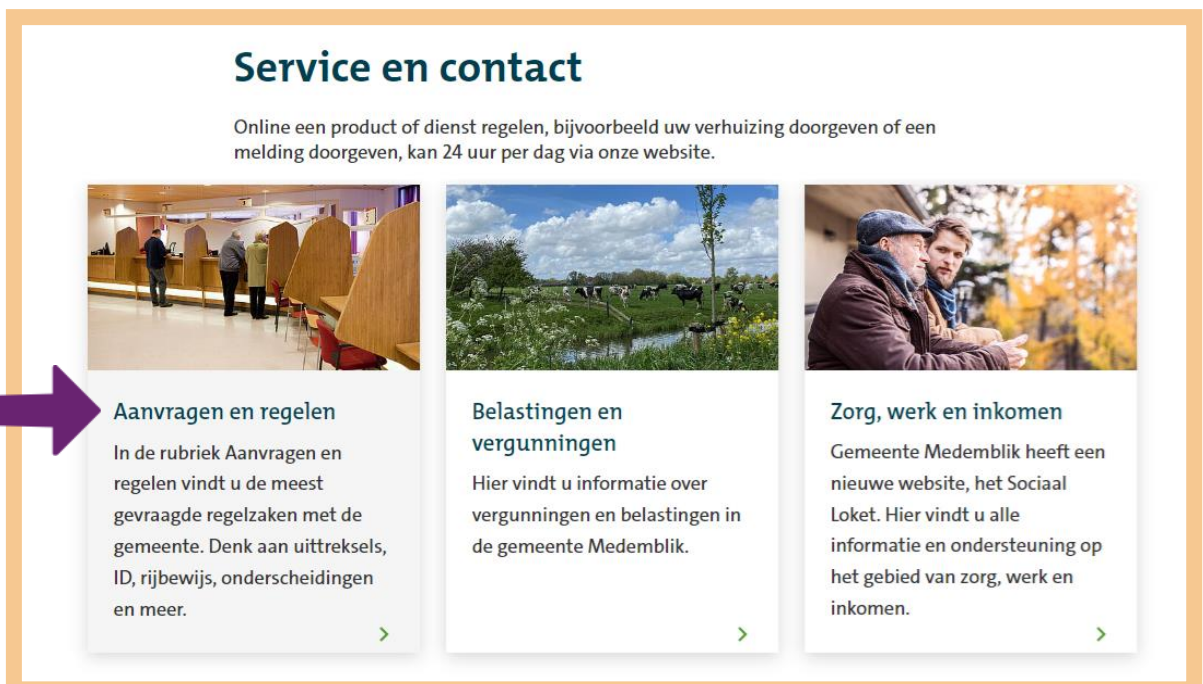 Service en contact
Online een product of dienst regelen, bijvoorbeeld uw verhuizing doorgeven of een
melding doorgeven, kan 24 uur per dag via onze website.
Aanvragen en regelen
In de rubriek Aanvragen en
regelen vindt u de meest
gevraagde regelzaken met de
gemeente. Denk aan uittreksels,
ID, rijbewijs, onderscheidingen
en meer.
Belastingen en
vergunningen
Hier vindt u informatie over
vergunningen en belastingen in
de gemeente Medemblik.
Zorg, werk en inkomen
Gemeente Medemblik heeft een
nieuwe website, het Sociaal
Loket. Hier vindt u alle
informatie en ondersteuning op
het gebied van zorg, werk en
inkomen.